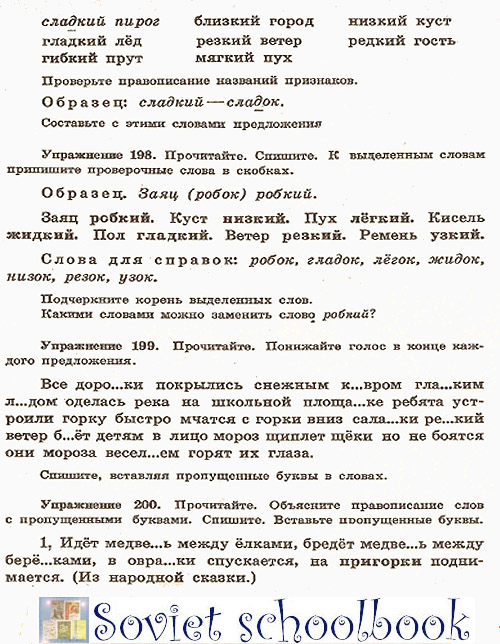 сладкий пирог близкий город низкий куст
гладкий лёд резкий ветер редкий гость
гибкий прут мягкий пух
Проверьте правописание названий признаков.
Образец: сладкий — сладок.
Составьте с этими словами предложения
Упражнение 198. Прочитайте. Спишите. К выделенным словам
припишите проверочные слова в скобках.
Образец. Заяц (робок) робкий.
Заяц робкий. Куст низкий. Пух лёгкий. Кисель
жидкий. Пол гладкий. Ветер резкий. Ремень узкий.
Слова для справок: робок, гладок, лёгок, жидок,
низок, резок, узок.
Подчеркните корень выделенных слов.
Какими словами можно заменить слово робкий?
Упражнение 199. Прочитайте. Понижайте голос в конце каж-
дого предложения.
Все доро...ки покрылись снежным к...вром гла...ким
л...дом оделась река на школьной площа...ке ребята уст-
роили горку быстро мчатся с горки вниз сала...ки ре...кий
ветер б...ёт детям в лицо мороз щиплет щёки но не боятся
они мороза весел...ем горят их глаза.
Спишите, вставляя пропущенные буквы в словах.
Упражнение 200. Прочитайте. Объясните правописание слов
с пропущенными буквами. Спишите. Вставьте пропущенные буквы.
1. Идёт медве...ь между ёлками, бредёт медве...ь между
берё...ками, в овра...ки спускается, на пригорки подни-
мается. (Из народной сказки.)
Soviet schoolbook